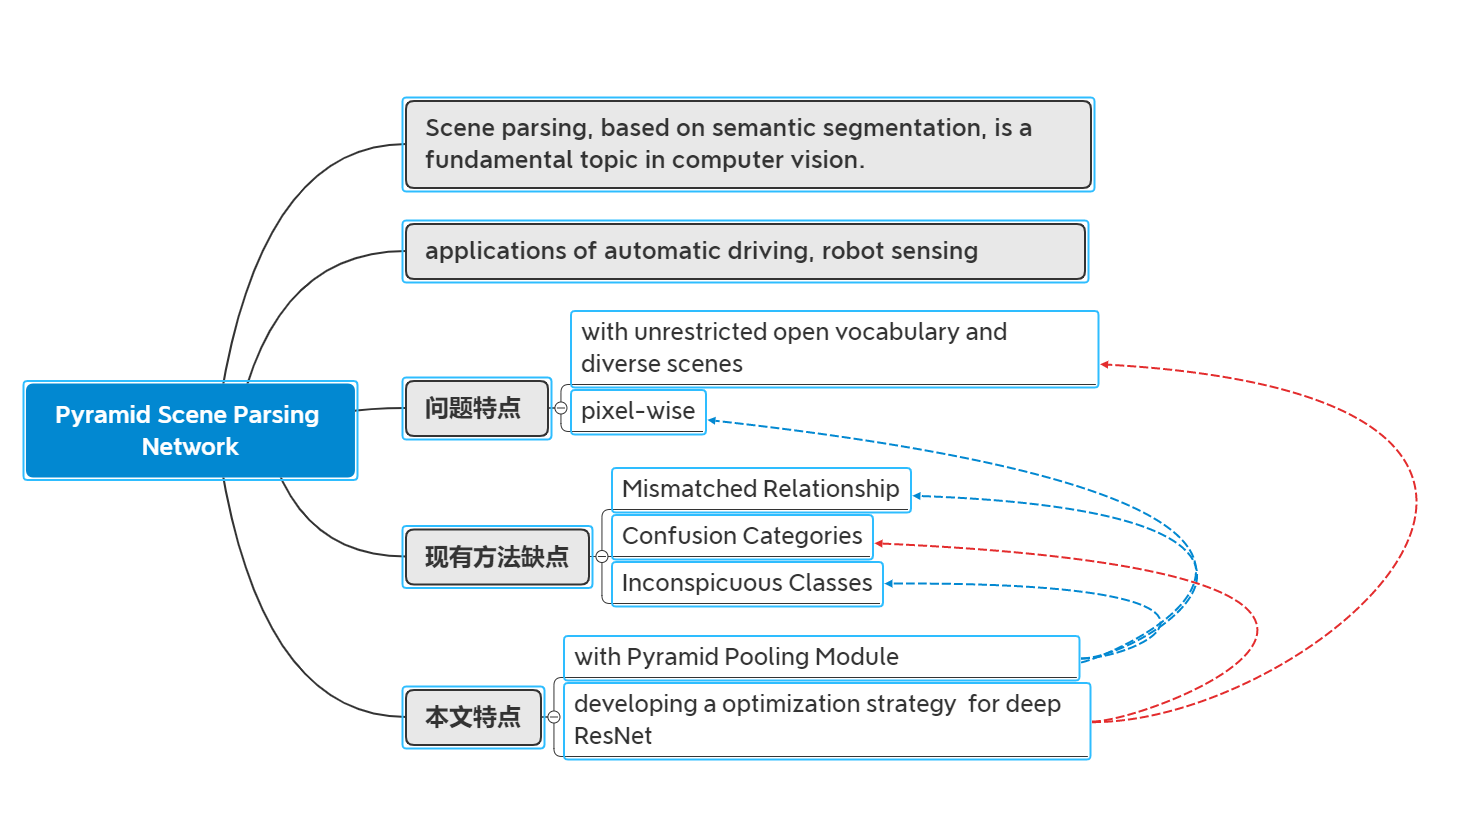 Scene parsing, based on semantic segmentation, is a
fundamental topic in computer vision.
applications of automatic driving, robot sensing
with unrestricted open vocabulary and
diverse scenes
问题特点
pixel-wise
Pyramid Scene Parsing
Network
Mismatched Relationship
Confusion Categories
现有方法缺点
Inconspicuous Classes
with Pyramid Pooling Module
本文特点
developing a optimization strategy  for deep
ResNet